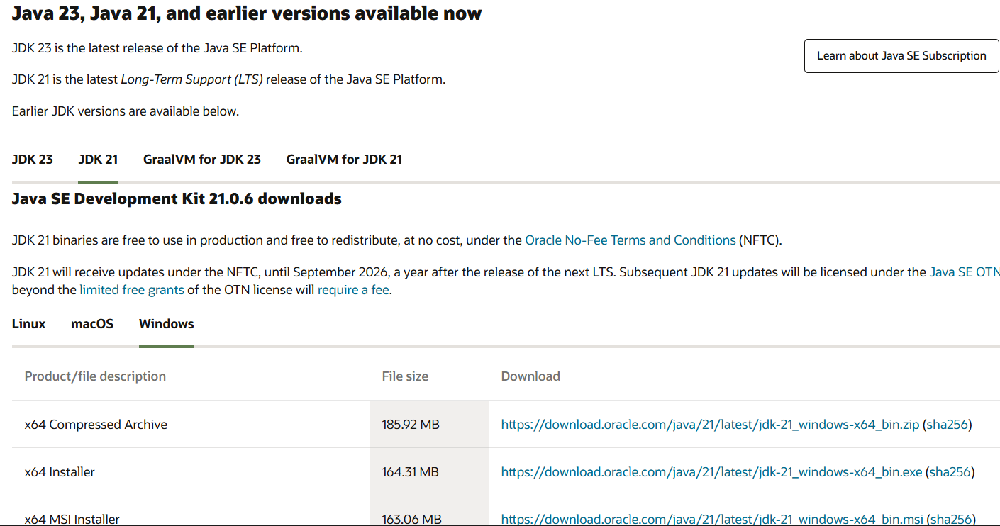 Java 23, Java 21, and earlier versions available now
JDK 23 is the latest release of the Java SE Platform.
Learn about Java SE Subscription
JDK 21 is the latest Long-Term Support (LTS) release of the Java SE Platform.
Earlier JDK versions are available below.
JDK 23 JDK 21 GraalVM for JDK 23 GraalVM for JDK 21
Java SE Development Kit 21.0.6 downloads
JDK 21 binaries are free to use in production and free to redistribute, at no cost, under the Oracle No-Fee Terms and Conditions (NFTC).
JDK 21 will receive updates under the NFTC, until September 2026, a year after the release of the next LTS. Subsequent JDK 21 updates will be licensed under the Java SE OTN
beyond the limited free grants of the OTN license will require a fee.
Linux macOS Windows
Product/file description File size Download
x64 Compressed Archive 185.92 MB https://download.oracle.com/java/21/latest/jdk-21_windows-x64_bin.zip (sha256)
x64 Installer 164.31 MB https://download.oracle.com/java/21/latest/jdk-21_windows-x64_bin.exe (sha256)
x64 MSI Installer 163.06 MB https://download.oracle.com/java/21/latest/jdk-21_windows-x64_bin.msi (sha256)